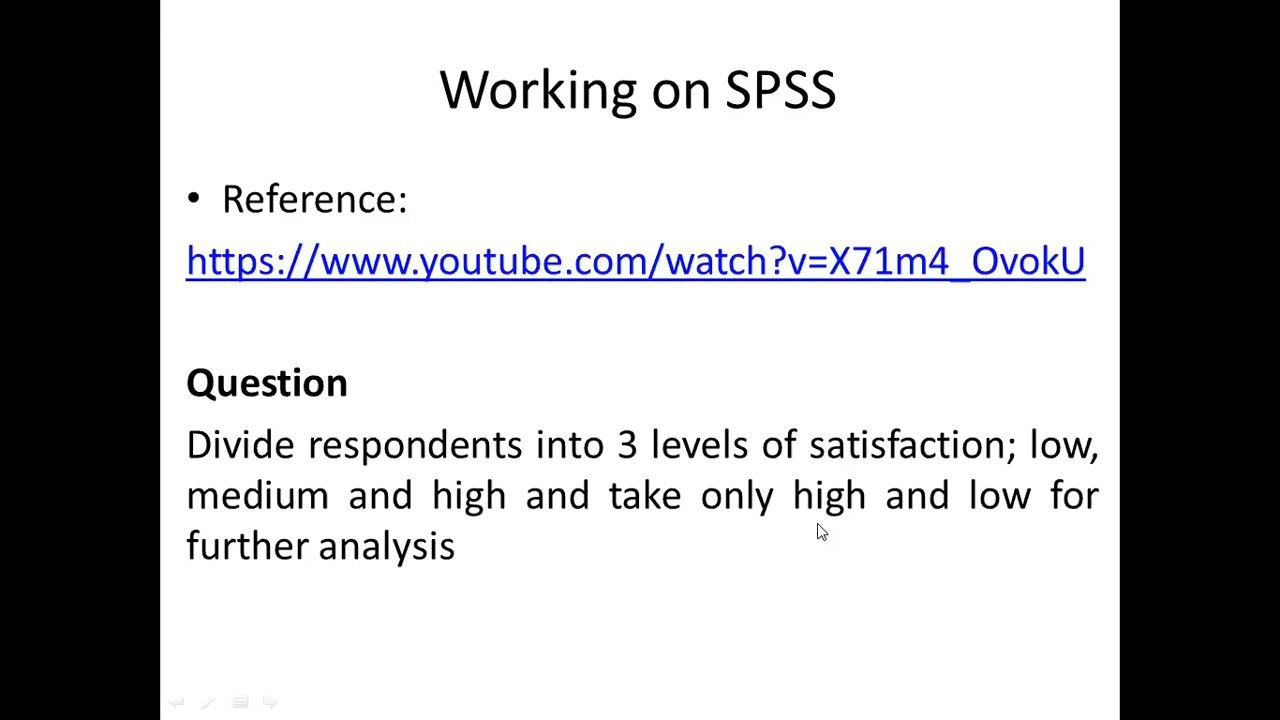 Working on SPSS
• Reference:
https://www.youtube.com/watch?v=X71m4_OvokU
Question
Divide respondents into 3 levels of satisfaction; low,
medium and high and take only high and low for
further analysis